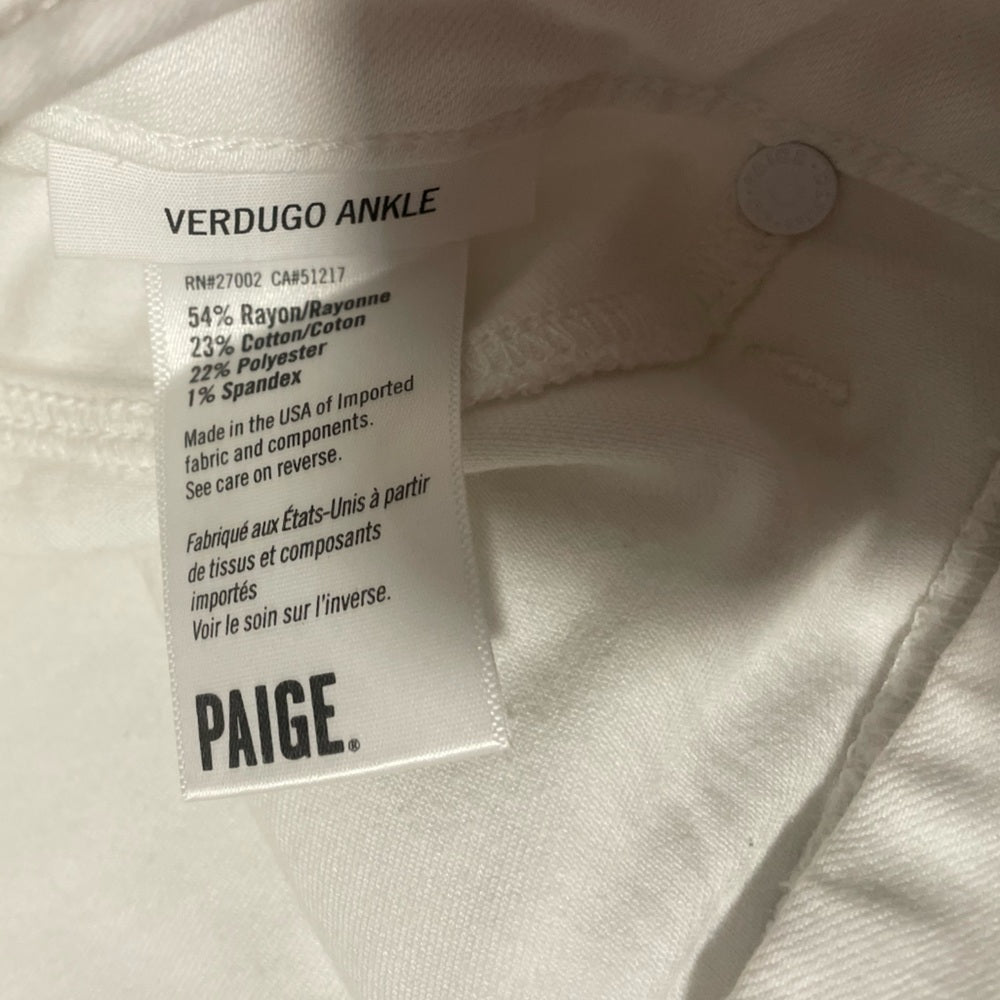 VERDUGO ANKLE
RN#27002 CA#51217
54% Rayon/Rayonne
23% Cotton/Coton
22% Polyester
1% Spandex
Made in the USA of Imported
fabric and components.
See care on reverse.
Fabriqué aux États-Unis à partir
de tissus et composants
importés
Voir le soin sur l'inverse.
PAIGE®
PAIGE